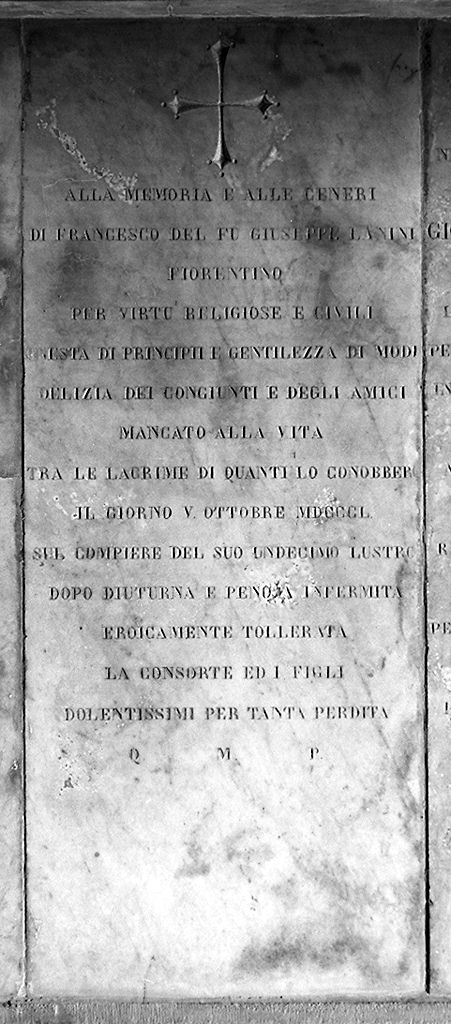 ALLA MEMORIA E ALLE CENERI
DI FRANCESCO DEL FU GIUSEPPE LANINI
FIORENTINO
PER VIRTU' RELIGIOSE E CIVILI
ONESTA DI PRINCIPII E GENTILEZZA DI MODI
DELIZIA DEI CONGIUNTI E DEGLI AMICI
MANCATO ALLA VITA
TRA LE LACRIME DI QUANTI LO CONOBBERO
IL GIORNO V. OTTOBRE MDCCCL
SUL COMPIERE DEL SUO UNDECIMO LUSTRO
DOPO DIUTURNA E PENOSA INFERMITA
EROICAMENTE TOLLERATA
LA CONSORTE ED I FIGLI
DOLENTISSIMI PER TANTA PERDITA
Q M. P.